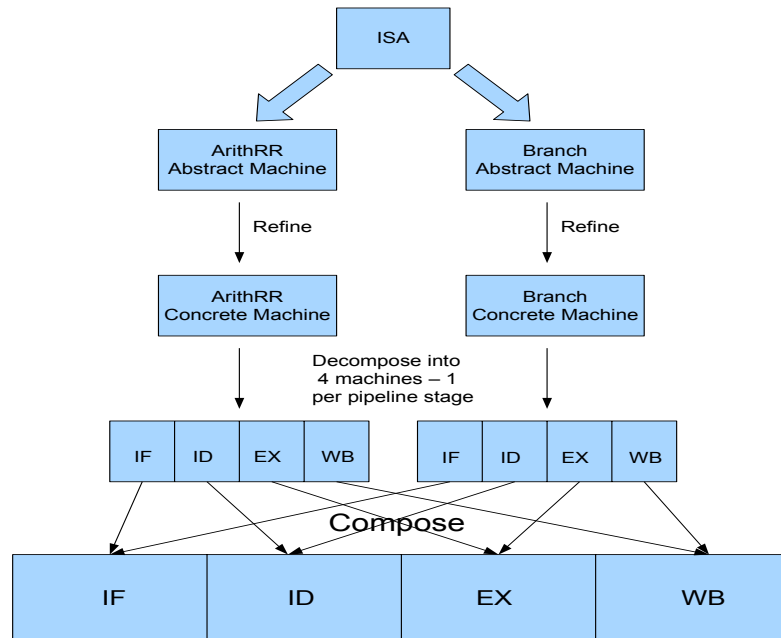 ISA
ArithRR
Abstract Machine
Branch
Abstract Machine
Refine
Refine
ArithRR
Concrete Machine
Branch
Concrete Machine
Decompose into
4 machines – 1
per pipeline stage
IF ID EX WB
IF ID EX WB
Compose
IF ID EX WB